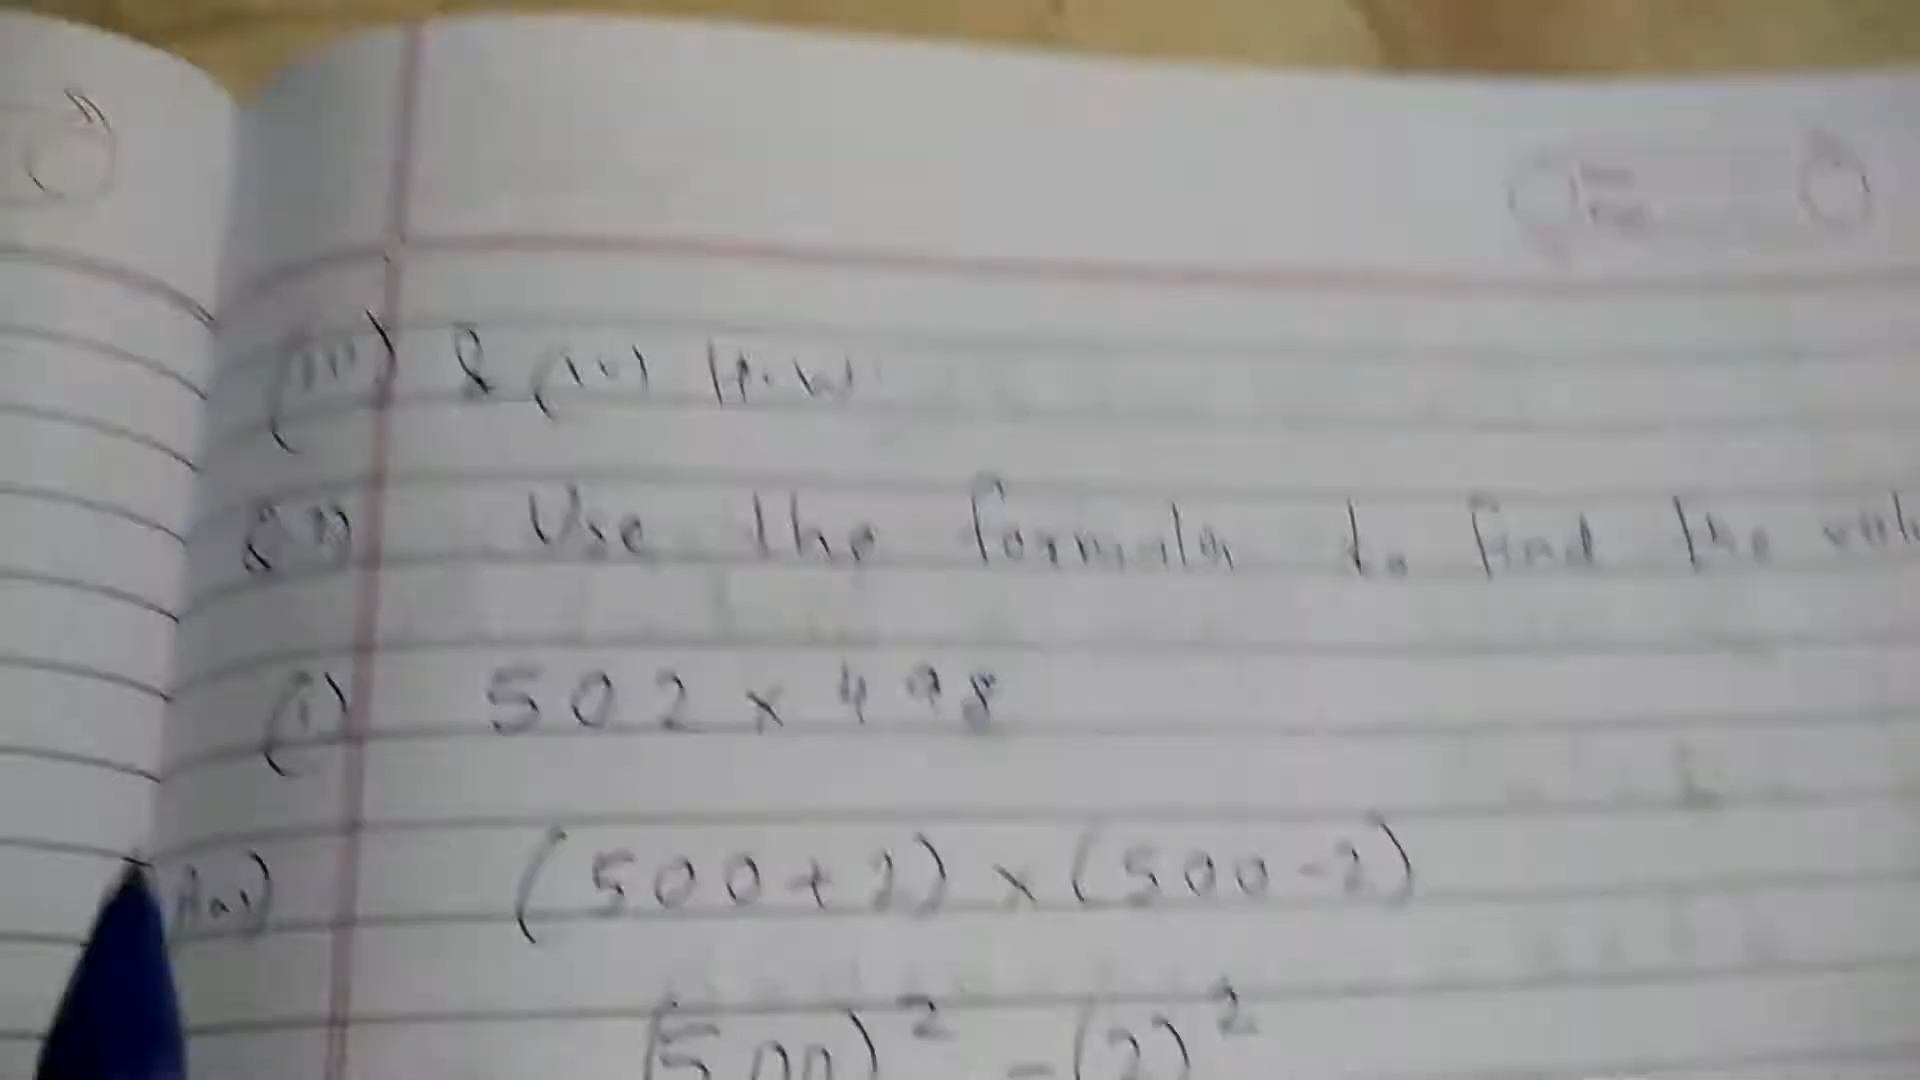 (iii) & (iv) H.W
Use the formula to find the
(i) 502 x 498
Ans) (500+2) x (500-2)
(500)² - (2)²